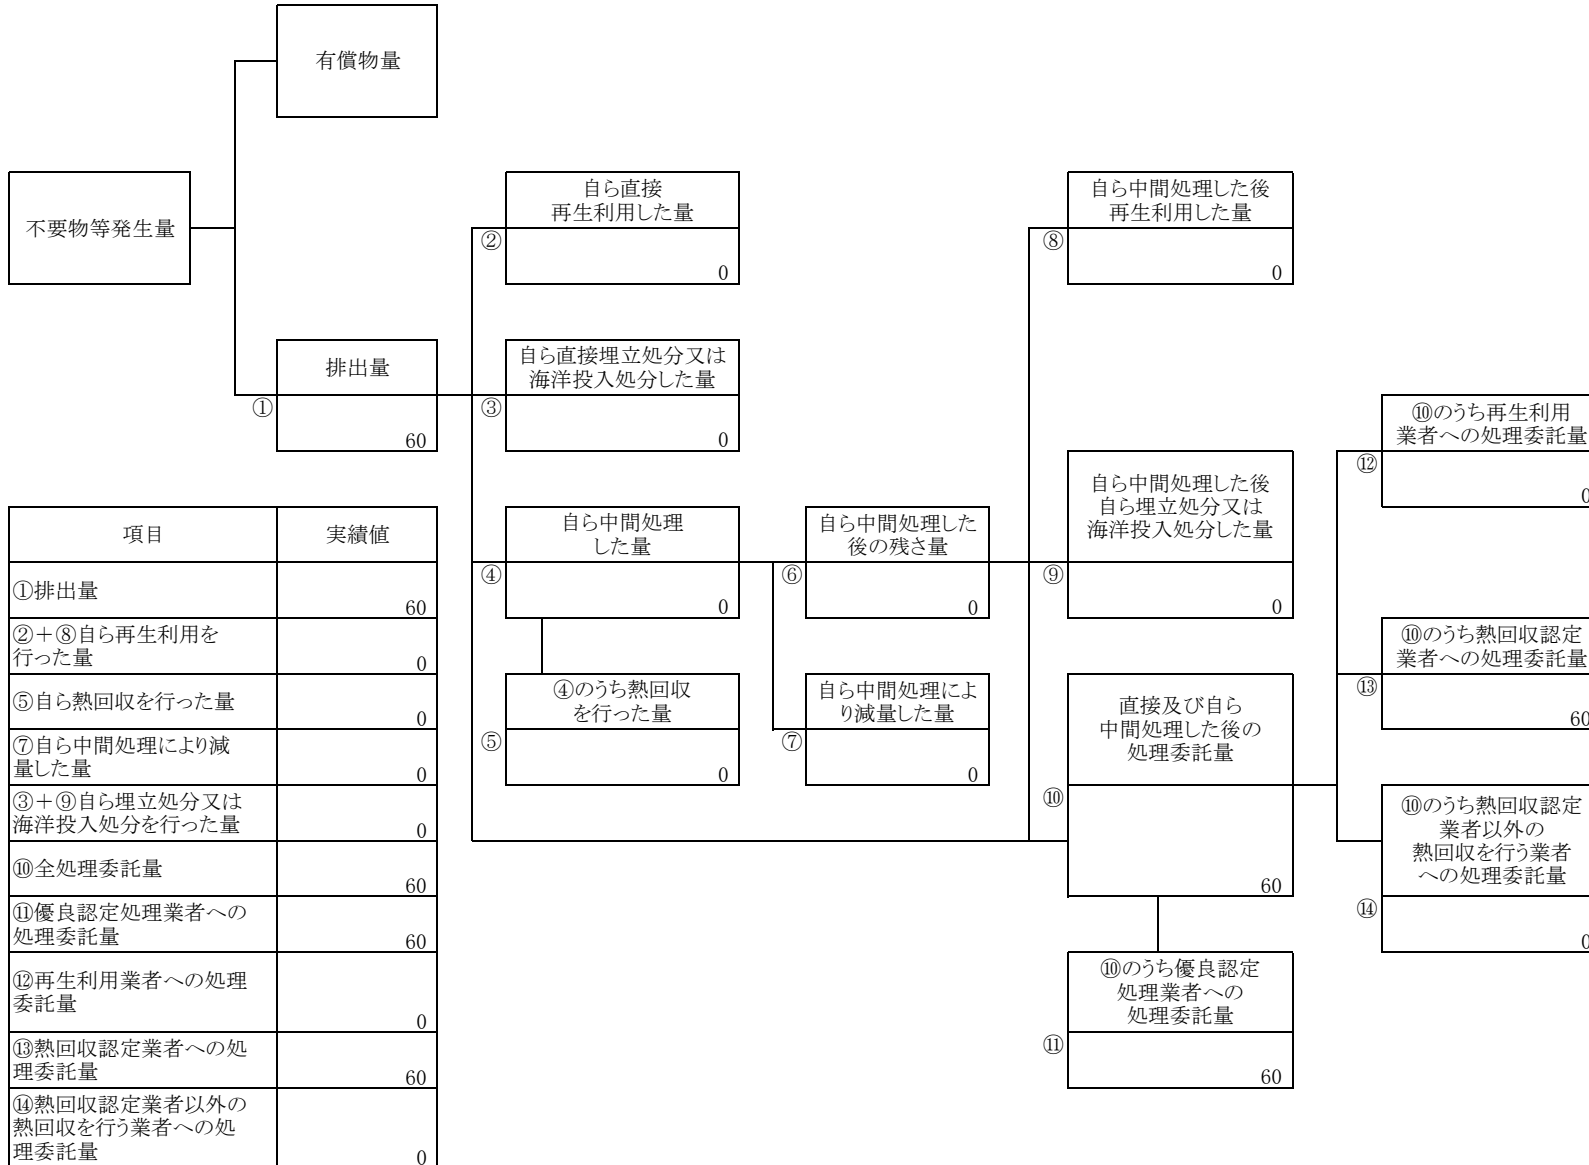 有償物量
不要物等発生量
自ら直接
再生利用した量
②
0
自ら中間処理した後
再生利用した量
⑧
0
排出量
①
60
自ら直接埋立処分又は
海洋投入処分した量
③
0
⑩のうち再生利用
業者への処理委託量
⑫
0
自ら中間処理
した量
④
0
自ら中間処理した
後の残さ量
⑥
0
自ら中間処理した後
自ら埋立処分又は
海洋投入処分した量
⑨
0
⑩のうち熱回収認定
業者への処理委託量
⑬
60
④のうち熱回収
を行った量
⑤
0
自ら中間処理によ
り減量した量
⑦
0
直接及び自ら
中間処理した後の
処理委託量
⑩
60
⑩のうち熱回収認定
業者以外の
熱回収を行う業者
への処理委託量
⑭
0
⑩のうち優良認定
処理業者への
処理委託量
⑪
60
項目 実績値
①排出量
60
②+⑧自ら再生利用を
行った量
0
⑤自ら熱回収を行った量
0
⑦自ら中間処理により減
量した量
0
③+⑨自ら埋立処分又は
海洋投入処分を行った量
0
⑩全処理委託量
60
⑪優良認定処理業者への
処理委託量
60
⑫再生利用業者への処理
委託量
0
⑬熱回収認定業者への処
理委託量
60
⑭熱回収認定業者以外の
熱回収を行う業者への処
理委託量
0